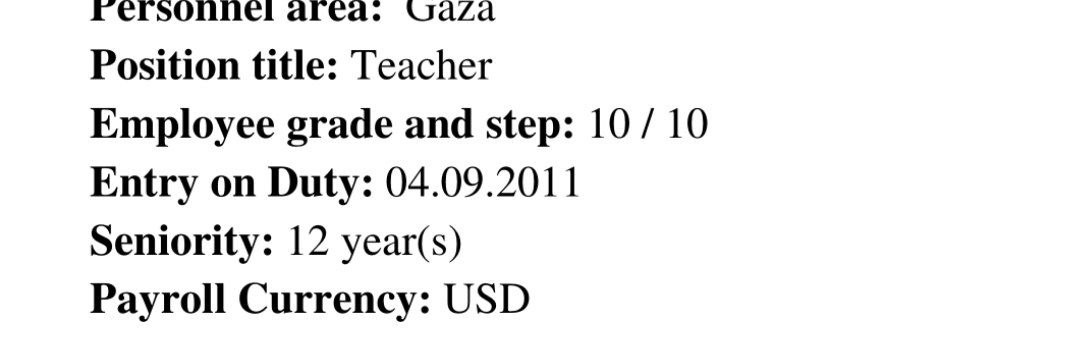 Personnel area: Gaza
Position title: Teacher
Employee grade and step: 10 / 10
Entry on Duty: 04.09.2011
Seniority: 12 year(s)
Payroll Currency: USD